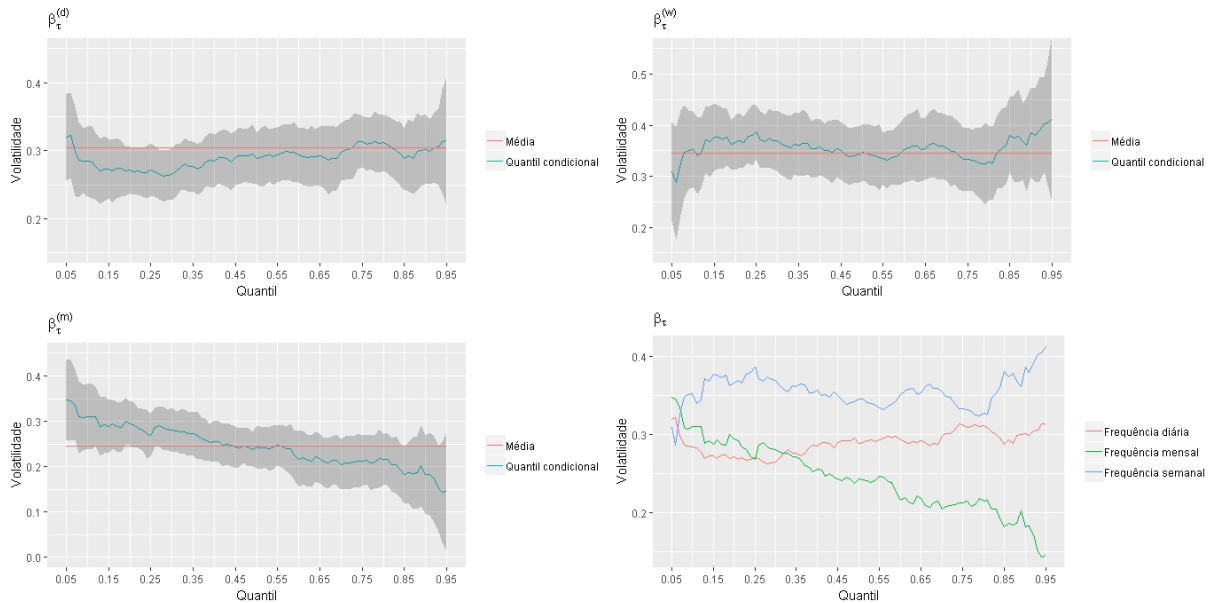 β_τ^(d)
Volatilidade
0.4
0.3
0.2
0.05 0.15 0.25 0.35 0.45 0.55 0.65 0.75 0.85 0.95
Quantil
Média
Quantil condicional
β_τ^(w)
Volatilidade
0.5
0.4
0.3
0.2
0.05 0.15 0.25 0.35 0.45 0.55 0.65 0.75 0.85 0.95
Quantil
Média
Quantil condicional
β_τ^(m)
Volatilidade
0.4
0.3
0.2
0.1
0.0
0.05 0.15 0.25 0.35 0.45 0.55 0.65 0.75 0.85 0.95
Quantil
Média
Quantil condicional
β_τ
Volatilidade
0.4
0.3
0.2
0.05 0.15 0.25 0.35 0.45 0.55 0.65 0.75 0.85 0.95
Quantil
Frequência diária
Frequência mensal
Frequência semanal